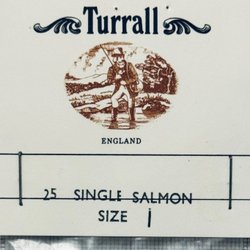 Turrall
ENGLAND
25 SINGLE SALMON
SIZE 1